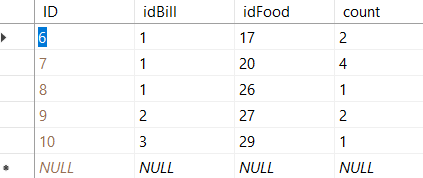 ID idBill idFood count
6 1 17 2
7 1 20 4
8 1 26 1
9 2 27 2
10 3 29 1
NULL NULL NULL NULL